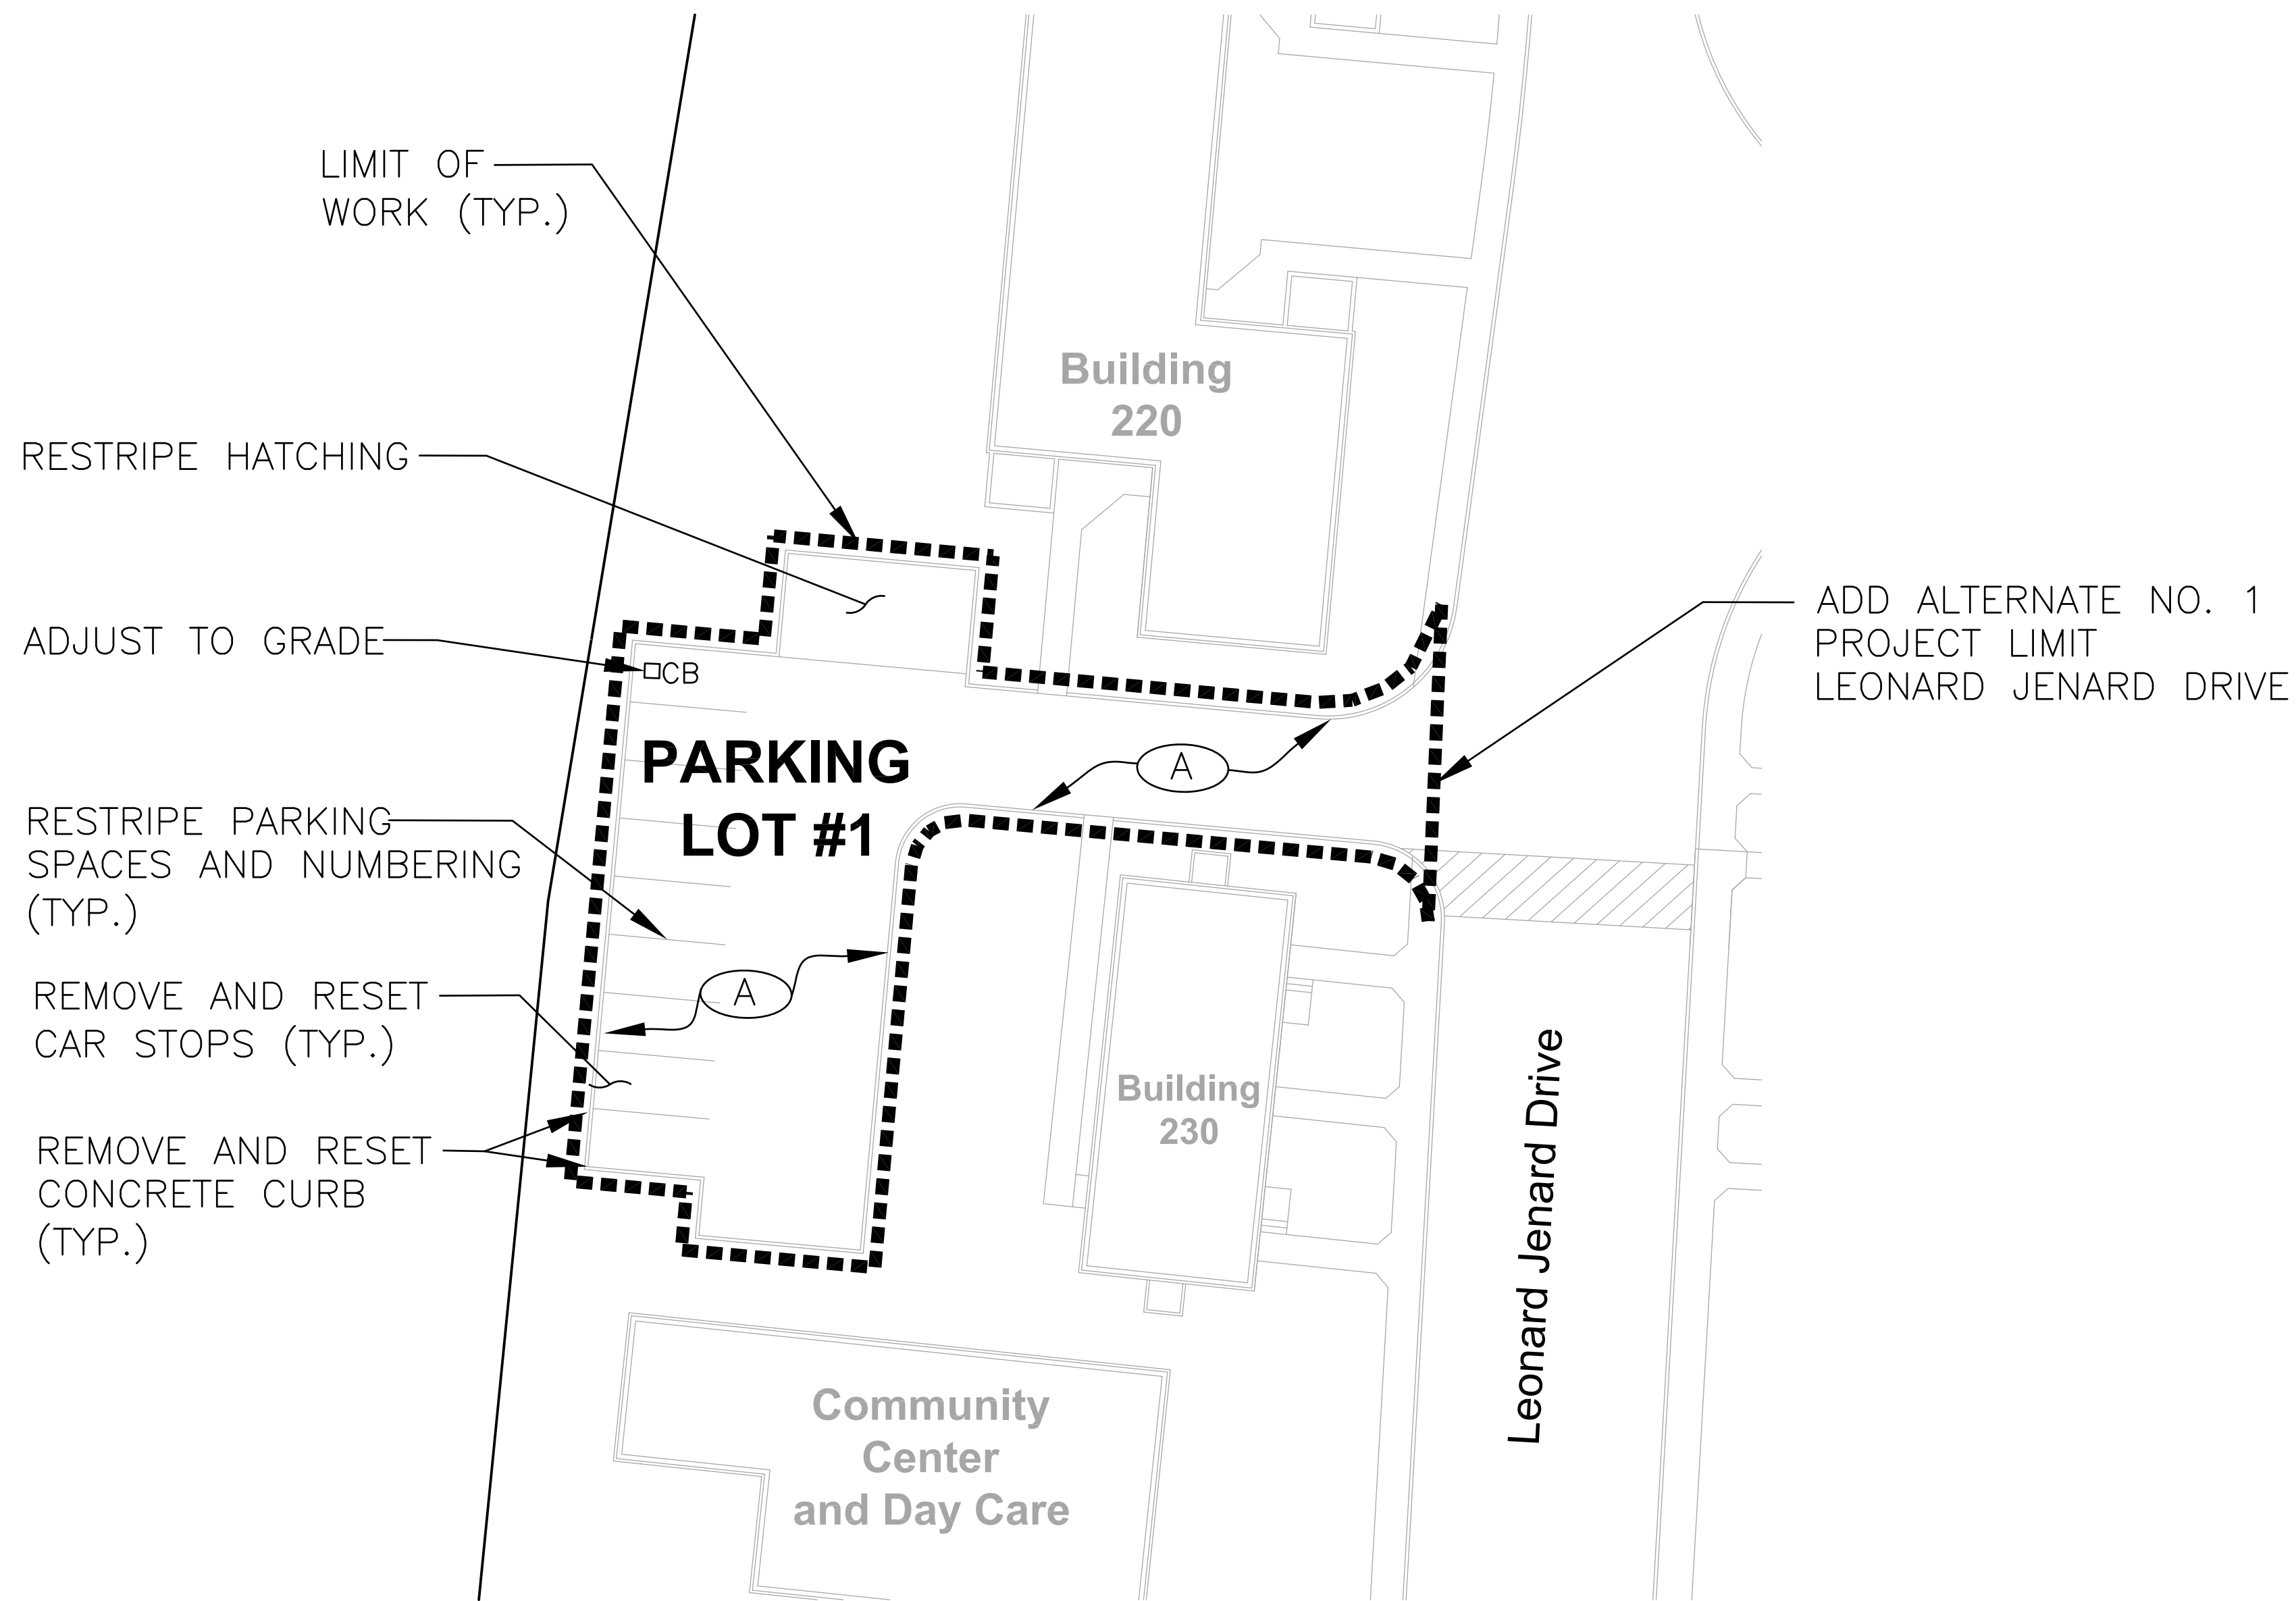 LIMIT OF
WORK (TYP.)
Building
220
RESTRIPE HATCHING
ADD ALTERNATE NO. 1
PROJECT LIMIT
LEONARD JENARD DRIVE
ADJUST TO GRADE
CB
PARKING
LOT #1
A
RESTRIPE PARKING
SPACES AND NUMBERING
(TYP.)
REMOVE AND RESET
CAR STOPS (TYP.)
A
Building
230
Leonard Jenard Drive
REMOVE AND RESET
CONCRETE CURB
(TYP.)
Community
Center
and Day Care